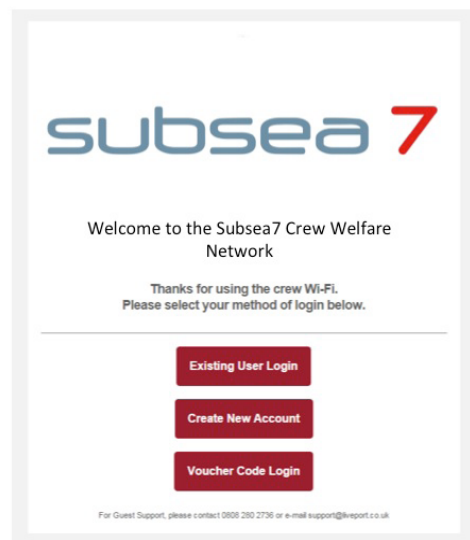 subsea 7
Welcome to the Subsea7 Crew Welfare
Network
Thanks for using the crew Wi-Fi.
Please select your method of login below.
Existing User Login
Create New Account
Voucher Code Login
For Guest Support, please contact 0808 280 2736 or e-mail support@liveport.co.uk